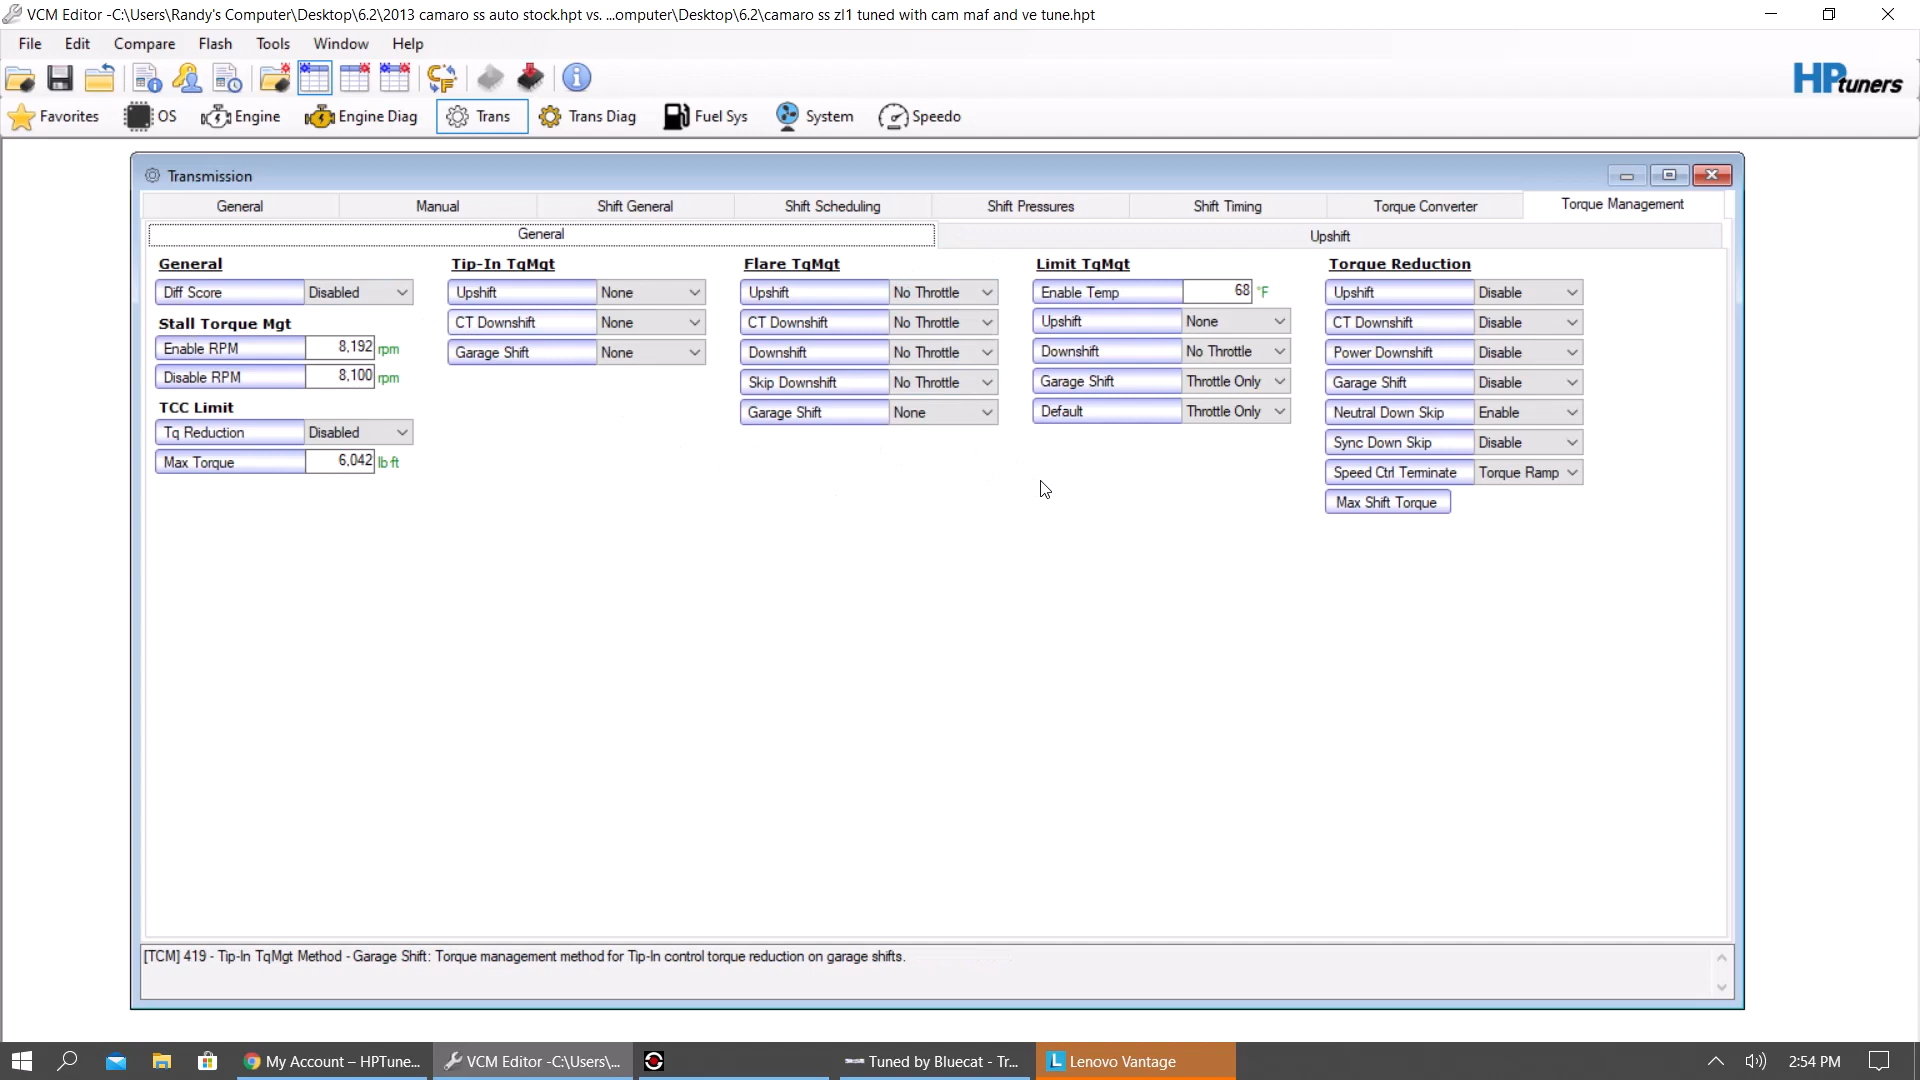 VCM Editor -C:\Users\Randy's Computer\Desktop\6.2\2013 camaro ss auto stock.hpt vs. ...omputer\Desktop\6.2\camaro ss zl1 tuned with cam maf and ve tune.hpt
File Edit Compare Flash Tools Window Help
HPtuners
Favorites OS Engine Engine Diag Trans Trans Diag Fuel Sys System Speedo
Transmission
General Manual Shift General Shift Scheduling Shift Pressures Shift Timing Torque Converter Torque Management
General Upshift
General
Diff Score Disabled
Stall Torque Mgt
Enable RPM 8,192 rpm
Disable RPM 8,100 rpm
TCC Limit
Tq Reduction Disabled
Max Torque 6,042 lb·ft
Tip-In TqMgt
Upshift None
CT Downshift None
Garage Shift None
Flare TqMgt
Upshift No Throttle
CT Downshift No Throttle
Downshift No Throttle
Skip Downshift No Throttle
Garage Shift None
Limit TqMgt
Enable Temp 68 °F
Upshift None
Downshift No Throttle
Garage Shift Throttle Only
Default Throttle Only
Torque Reduction
Upshift Disable
CT Downshift Disable
Power Downshift Disable
Garage Shift Disable
Neutral Down Skip Enable
Sync Down Skip Disable
Speed Ctrl Terminate Torque Ramp
Max Shift Torque
[TCM] 419 - Tip-In TqMgt Method - Garage Shift: Torque management method for Tip-In control torque reduction on garage shifts.
My Account – HPTune... VCM Editor -C:\Users\... Tuned by Bluecat - Tr... L Lenovo Vantage 2:54 PM